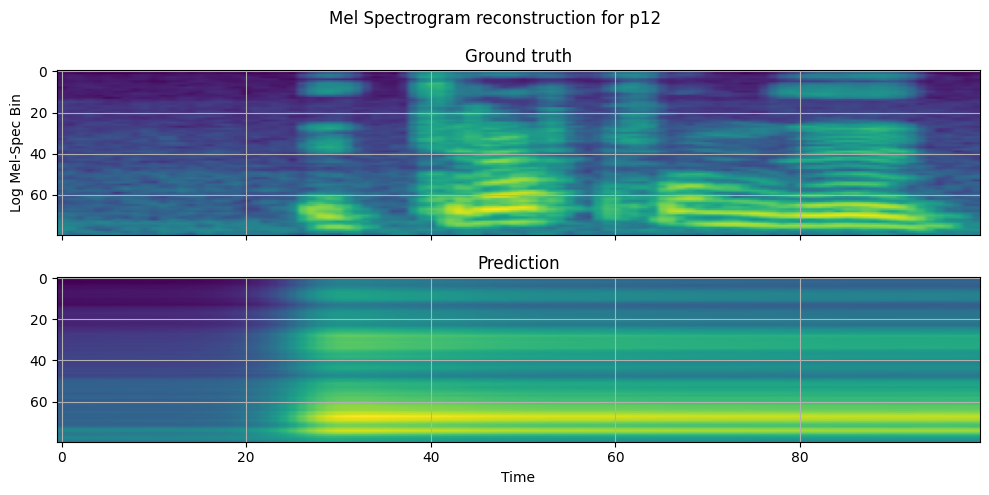 Mel Spectrogram reconstruction for p12
Ground truth
Log Mel-Spec Bin
0
20
40
60
Prediction
0
20
40
60
0 20 40 60 80
Time